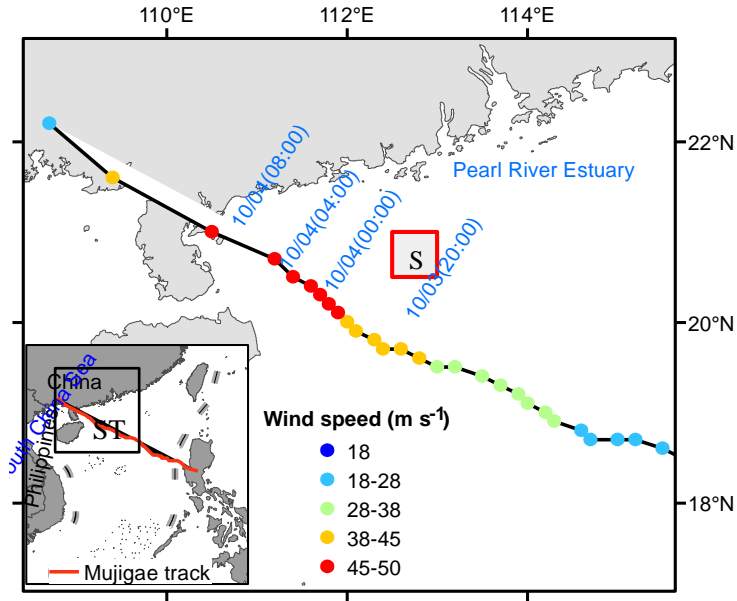 110°E 112°E 114°E
22°N
Pearl River Estuary
10/04(08:00)
10/04(04:00)
10/04(00:00)
10/03(20:00)
S
20°N
China
South China Sea
Philippine
ST
Mujigae track
Wind speed (m s-1)
18
18-28
28-38
38-45
45-50
18°N